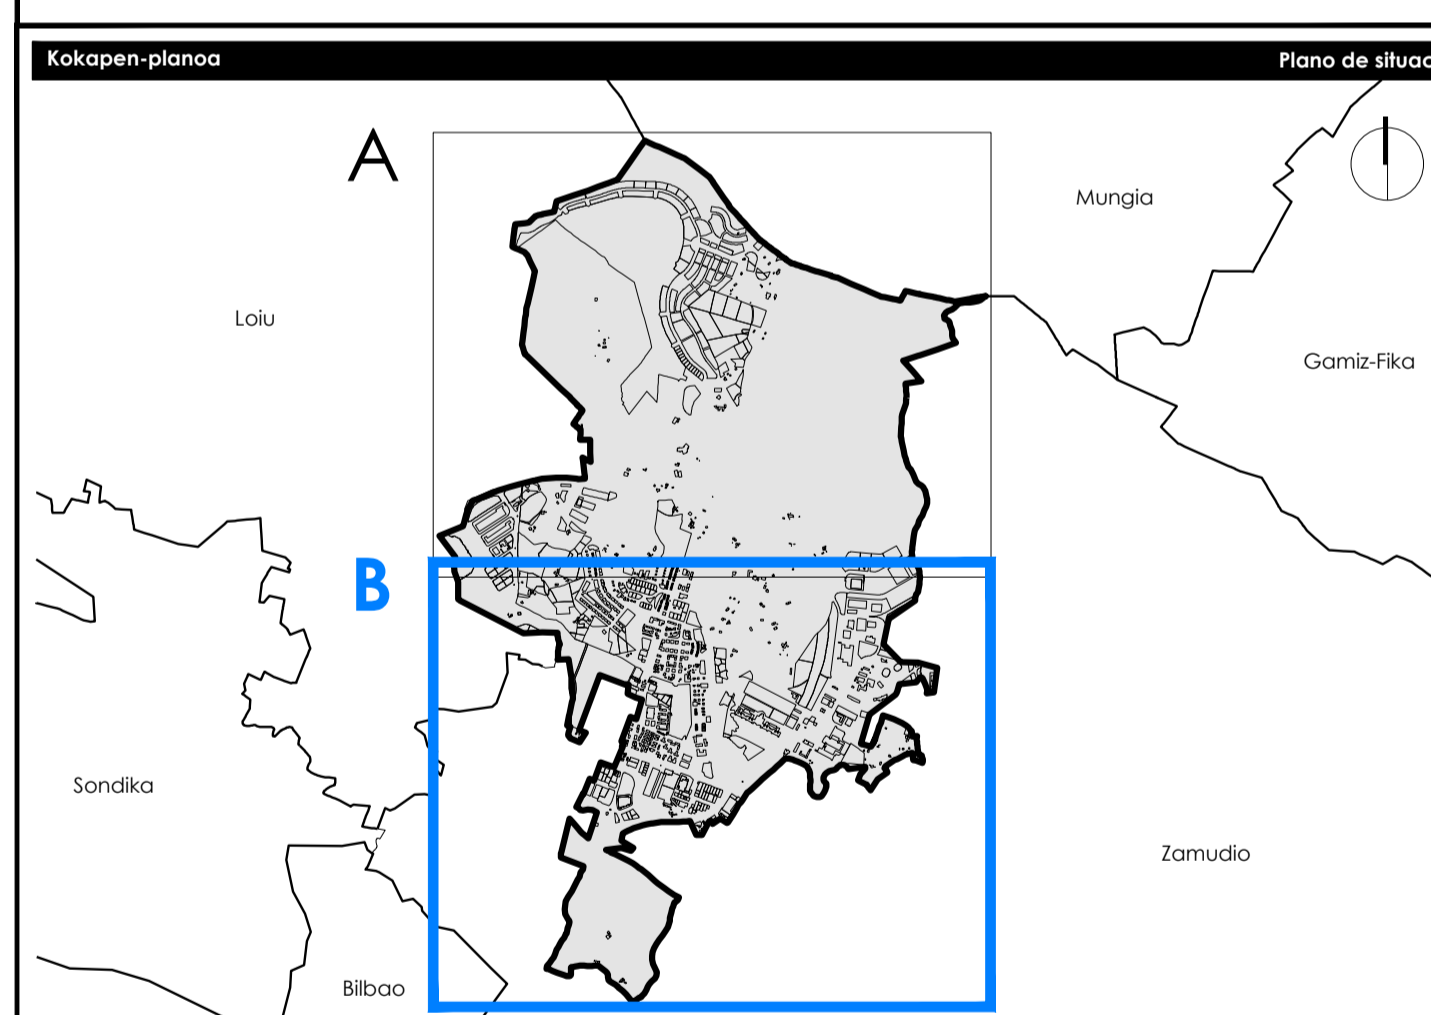 Kokapen-planoa
Plano de situac
A
Mungia
Loiu
Gamiz-Fika
B
Sondika
Zamudio
Bilbao